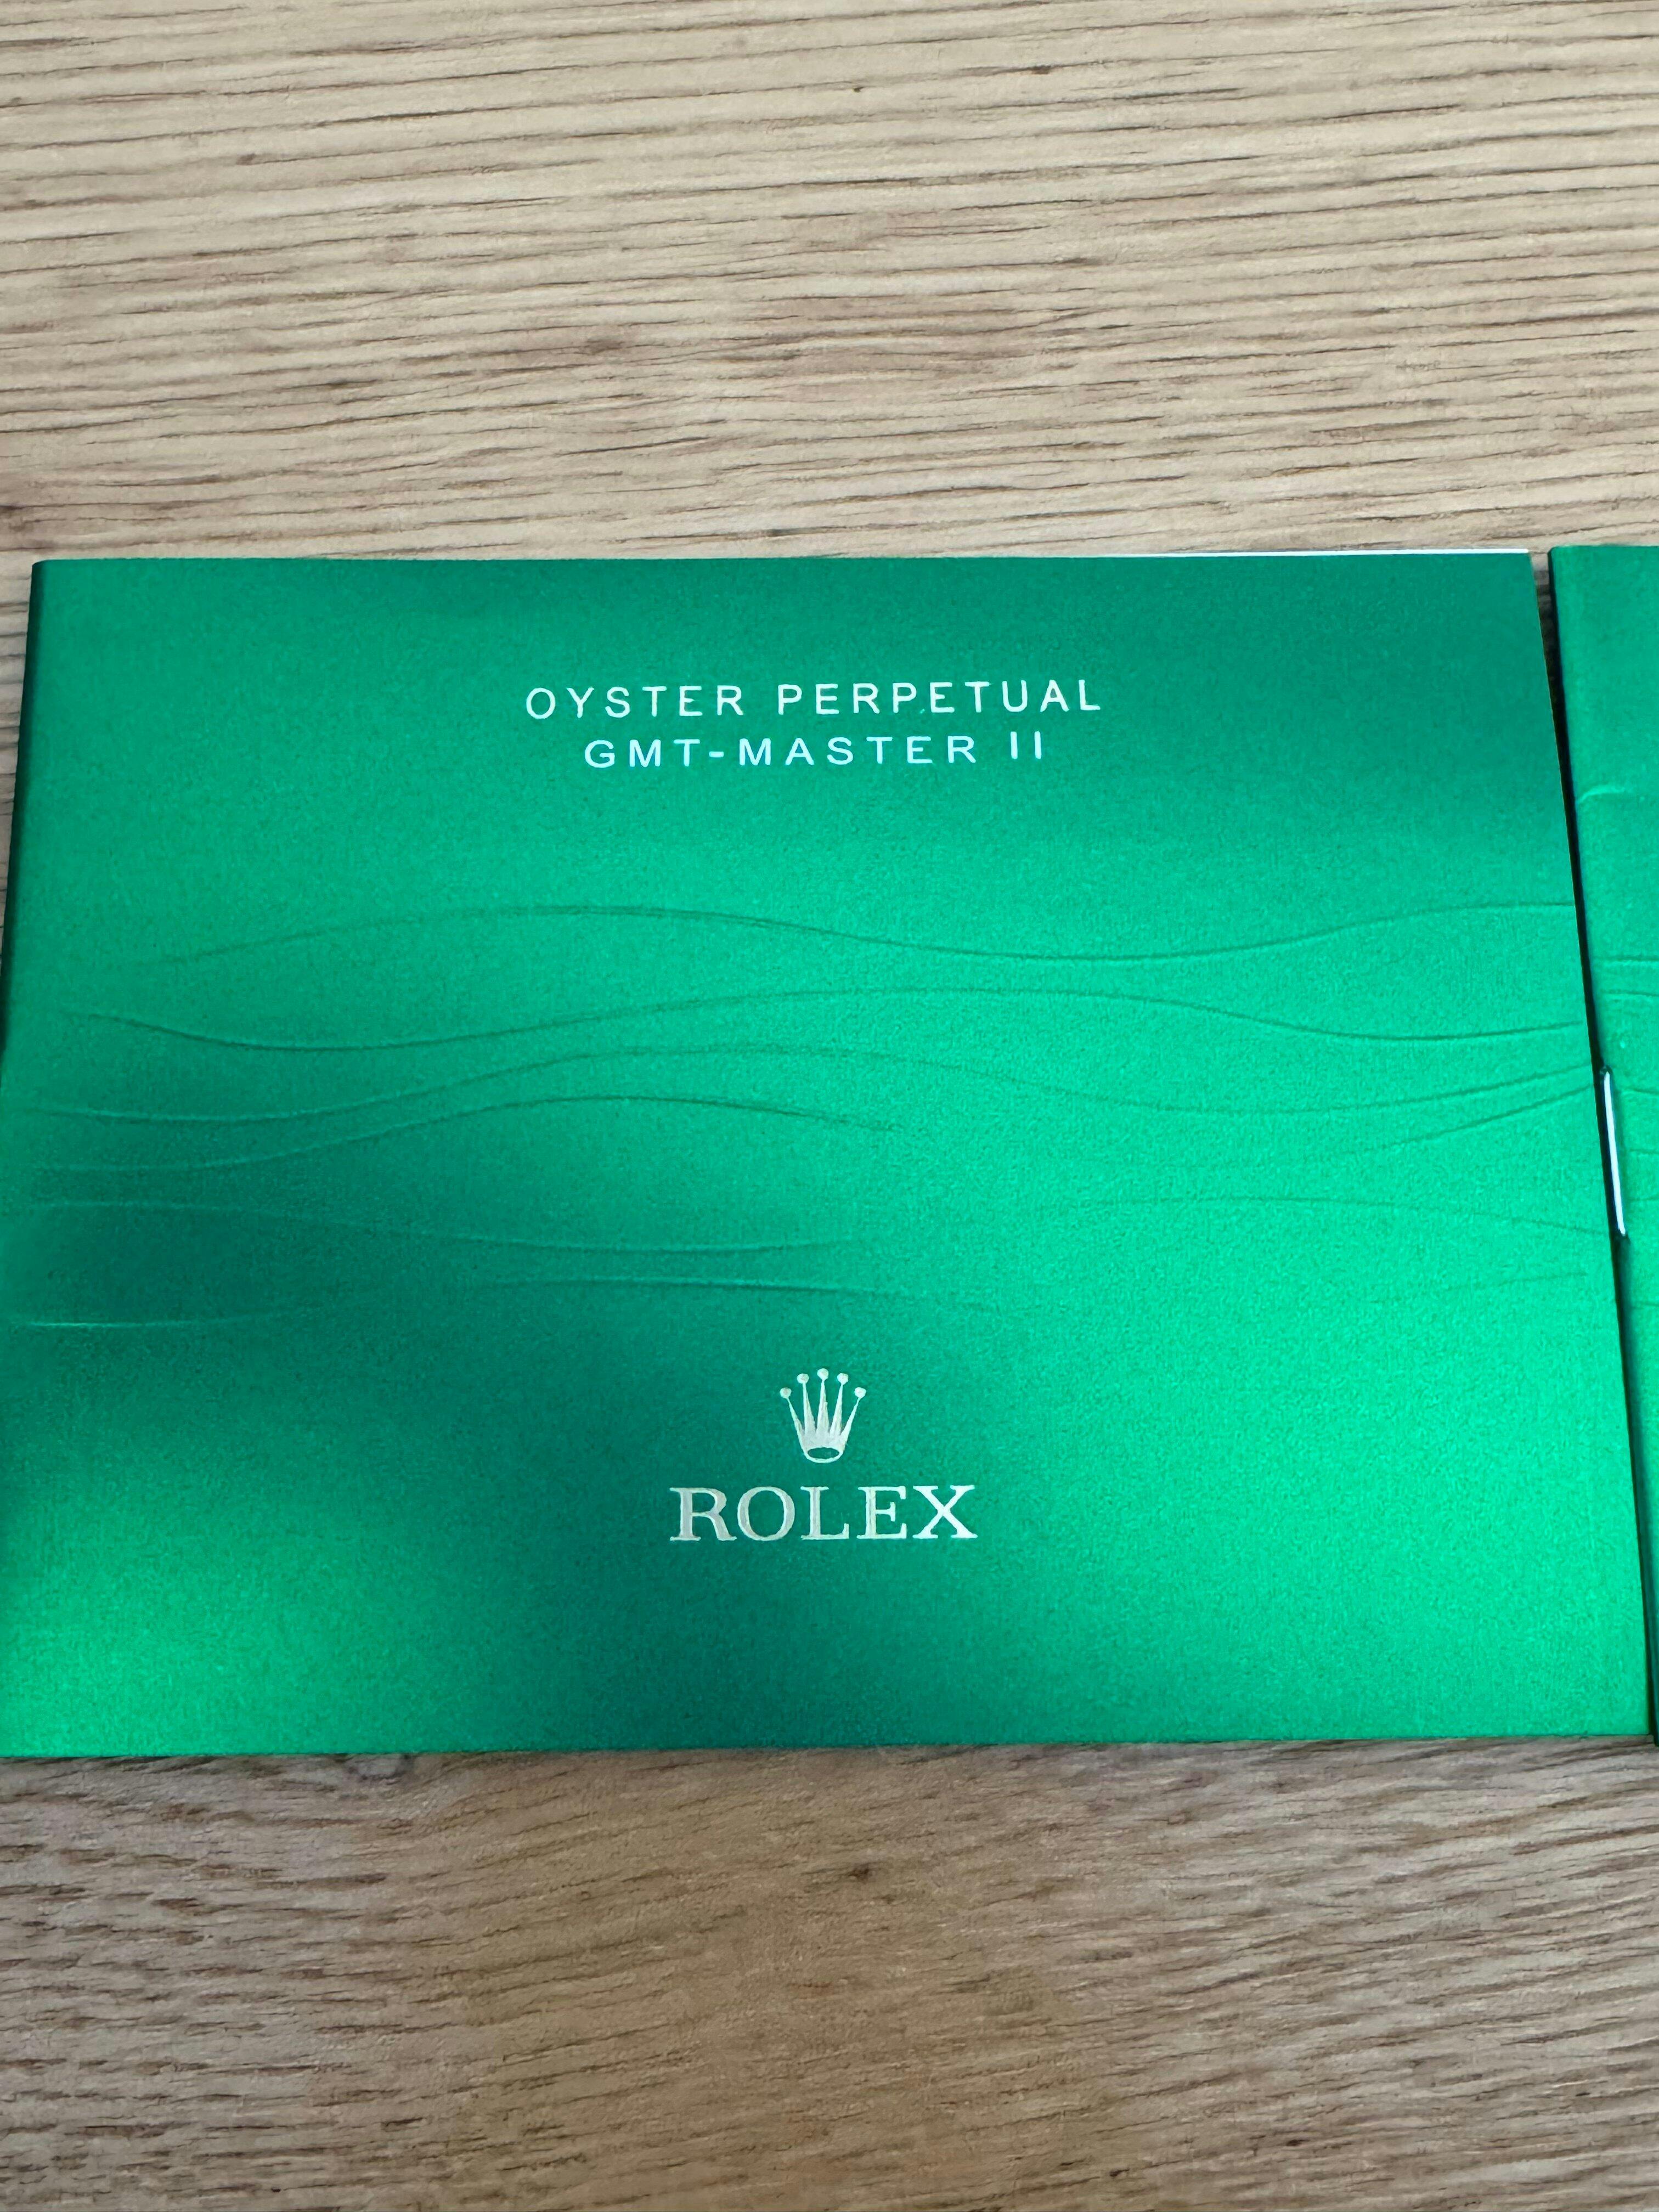 OYSTER PERPETUAL
GMT-MASTER II
ROLEX